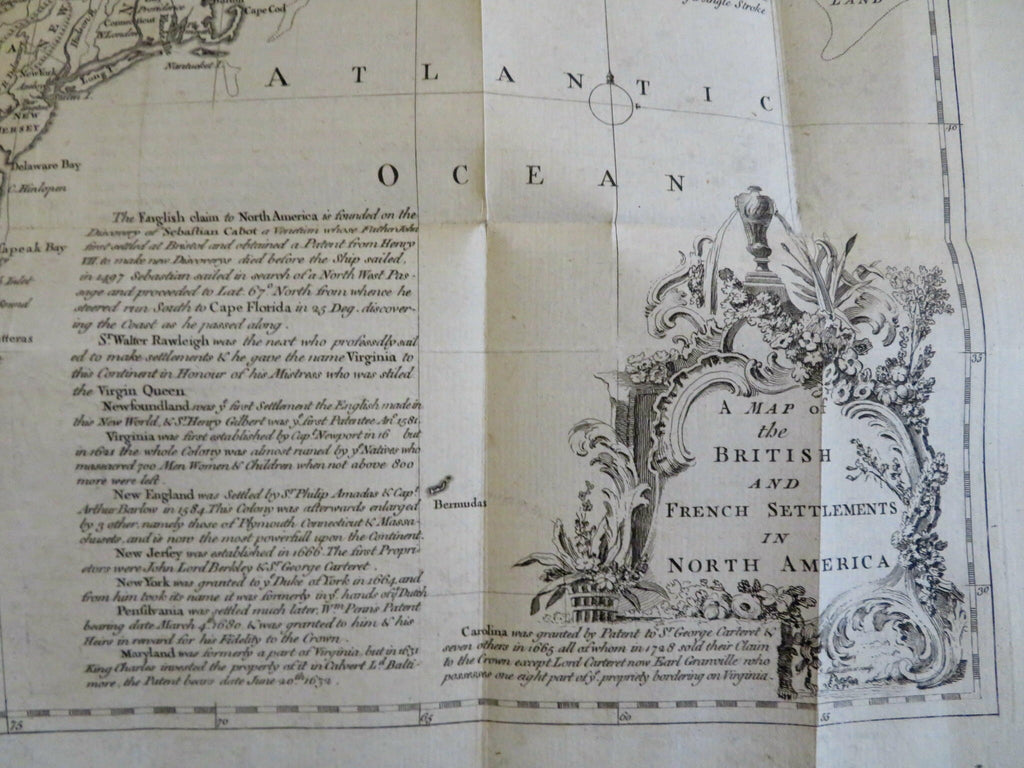 Cape Cod
Providence
N London
Nantucket I.
New York
Long I.
NEW
JERSEY
Delaware Bay
C. Hinlopen
apeak Bay
Inlet
tteras
ngle Stroke
LAND
ATLANTIC
OCEAN
40
35
30
The English claim to North America is founded on the
Discovery of Sebastian Cabot a Venetian whose Father John
first settled at Bristol and obtained a Patent from Henry
VII to make new Discoverys died before the Ship sailed,
in 1497 Sebastian sailed in search of a North West Pas-
sage and proceeded to Lat. 67° North from whence he
steered run South to Cape Florida in 25 Deg. discover-
ing the Coast as he passed along.
Sr. Walter Rawleigh was the next who professedly sail
ed to make settlements & he gave the name Virginia to
this Continent in Honour of his Mistress who was stiled
the Virgin Queen
Newfoundland was ye. first Settlement the English made in
this New World, & Sr. Henry Gilbert was ye. first Patentee Ano. 1581.
Virginia was first established by Capt. Newport in 16 but
in 1621 the whole Colony was almost runed by ye. Natives who
massacred 700 Men Women & Children when not above 800
more were left.
New England was Settled by Sr. Philip Amadas & Capt.
Arthur Barlow in 1584. This Colony was afterwards enlarged
by 3 other, namely those of Plymouth Connecticut & Massa-
chusets, and is now the most powerfull upon the Continent.
New Jersey was established in 1666. The first Propri-
etors were John Lord Berkley & Sr. George Carteret.
New York was granted to ye. Duke of York in 1664. and
from him took its name it was formerly in ye. hands of ye. Dutch
Pensilvania was settled much later, Wm. Penns Patent
bearing date March 4th. 1680. & was granted to him & his
Heirs in reward for his Fidelity to the Crown.
Maryland was formerly a part of Virginia, but in 1631
King Charles invested the property of it in Calvert Ld. Balti-
more, the Patent bears date June 20th. 1632.
Bermudas
A MAP of
the
BRITISH
AND
FRENCH SETTLEMENTS
IN
NORTH AMERICA
Carolina was granted by Patent to Sr. George Carteret &
seven others in 1665 all of whom in 1728 sold their Claim
to the Crown except Lord Carteret now Earl Granville who
possesses one eight part of ye. propriety bordering on Virginia.
75
70
65
60
55